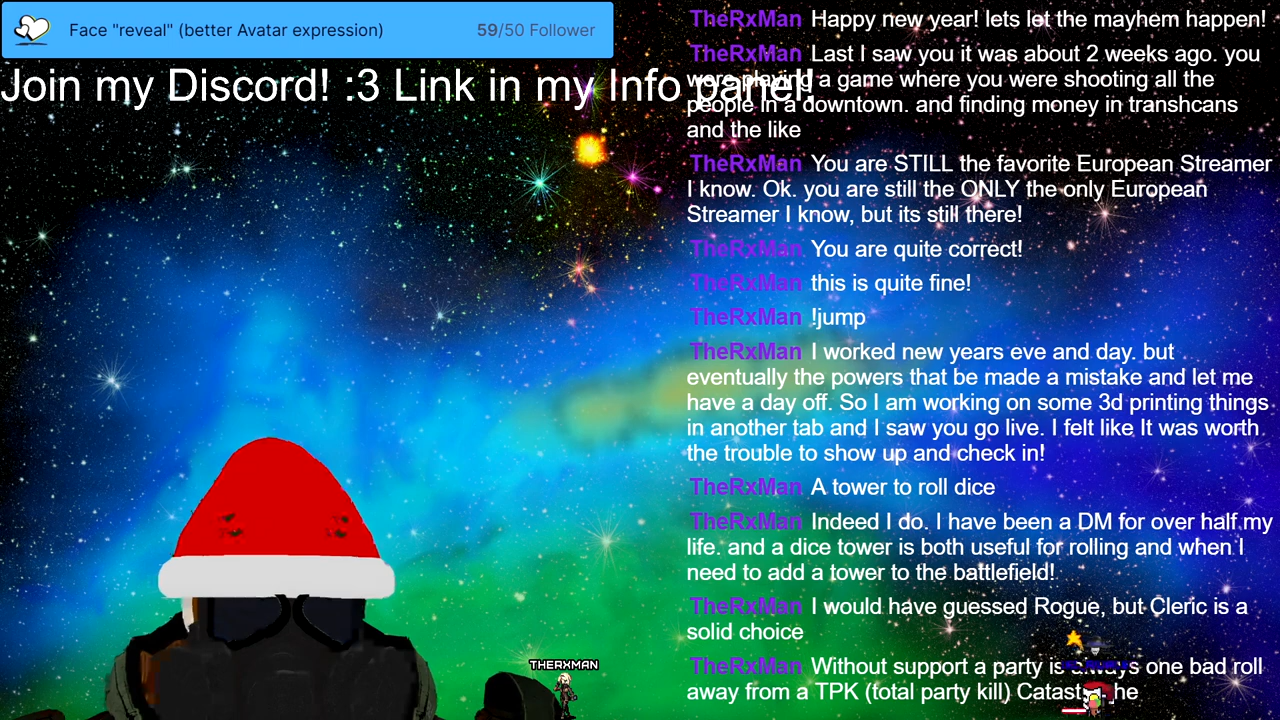 Face "reveal" (better Avatar expression) 59/50 Follower
Join my Discord! :3 Link in my Info panel!
TheRxMan Happy new year! lets let the mayhem happen!
TheRxMan Last I saw you it was about 2 weeks ago. you
were playing a game where you were shooting all the
people in a downtown. and finding money in transhcans
and the like
TheRxMan You are STILL the favorite European Streamer
I know. Ok. you are still the ONLY the only European
Streamer I know, but its still there!
TheRxMan You are quite correct!
TheRxMan this is quite fine!
TheRxMan !jump
TheRxMan I worked new years eve and day. but
eventually the powers that be made a mistake and let me
have a day off. So I am working on some 3d printing things
in another tab and I saw you go live. I felt like It was worth
the trouble to show up and check in!
TheRxMan A tower to roll dice
TheRxMan Indeed I do. I have been a DM for over half my
life. and a dice tower is both useful for rolling and when I
need to add a tower to the battlefield!
TheRxMan I would have guessed Rogue, but Cleric is a
solid choice
TheRxMan Without support a party is always one bad roll
away from a TPK (total party kill)
THERXMAN